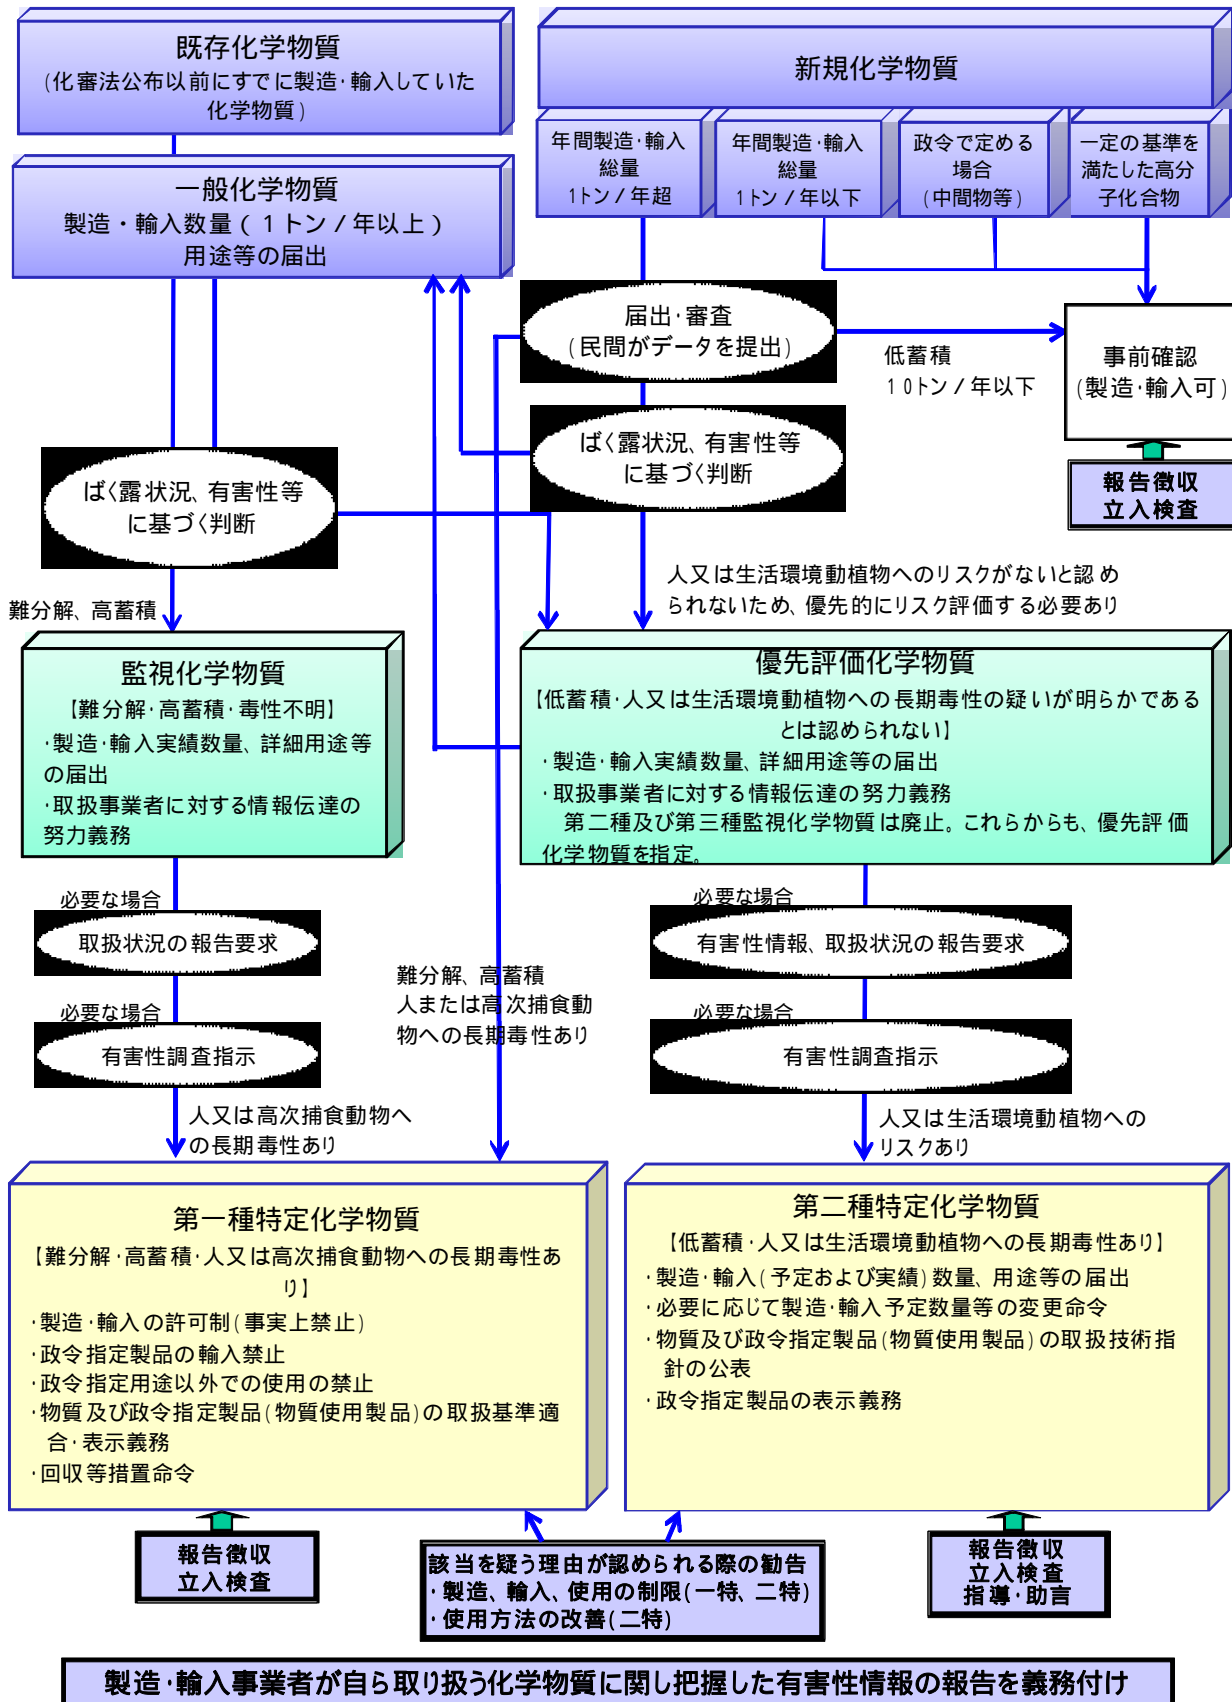 既存化学物質
(化審法公布以前にすでに製造・輸入していた
化学物質)
新規化学物質
年間製造・輸入
総量
1トン/年超
年間製造・輸入
総量
1トン/年以下
政令で定める
場合
(中間物等)
一定の基準を
満たした高分
子化合物
一般化学物質
製造・輸入数量(1トン/年以上)
用途等の届出
届出・審査
(民間がデータを提出)
低蓄積
10トン/年以下
事前確認
(製造・輸入可)
報告徴収
立入検査
ばく露状況、有害性等
に基づく判断
ばく露状況、有害性等
に基づく判断
人又は生活環境動植物へのリスクがないと認め
られないため、優先的にリスク評価する必要あり
難分解、高蓄積
監視化学物質
【難分解・高蓄積・毒性不明】
・製造・輸入実績数量、詳細用途等
の届出
・取扱事業者に対する情報伝達の
努力義務
優先評価化学物質
【低蓄積・人又は生活環境動植物への長期毒性の疑いが明らかである
とは認められない】
・製造・輸入実績数量、詳細用途等の届出
・取扱事業者に対する情報伝達の努力義務
第二種及び第三種監視化学物質は廃止。これらからも、優先評価
化学物質を指定。
必要な場合
取扱状況の報告要求
必要な場合
有害性調査指示
人又は高次捕食動物へ
の長期毒性あり
難分解、高蓄積
人または高次捕食動
物への長期毒性あり
必要な場合
有害性情報、取扱状況の報告要求
必要な場合
有害性調査指示
人又は生活環境動植物への
リスクあり
第一種特定化学物質
【難分解・高蓄積・人又は高次捕食動物への長期毒性あ
り】
・製造・輸入の許可制(事実上禁止)
・政令指定製品の輸入禁止
・政令指定用途以外での使用の禁止
・物質及び政令指定製品(物質使用製品)の取扱基準適
合・表示義務
・回収等措置命令
第二種特定化学物質
【低蓄積・人又は生活環境動植物への長期毒性あり】
・製造・輸入(予定および実績)数量、用途等の届出
・必要に応じて製造・輸入予定数量等の変更命令
・物質及び政令指定製品(物質使用製品)の取扱技術指
針の公表
・政令指定製品の表示義務
報告徴収
立入検査
該当を疑う理由が認められる際の勧告
・製造、輸入、使用の制限(一特、二特)
・使用方法の改善(二特)
報告徴収
立入検査
指導・助言
製造・輸入事業者が自ら取り扱う化学物質に関し把握した有害性情報の報告を義務付け